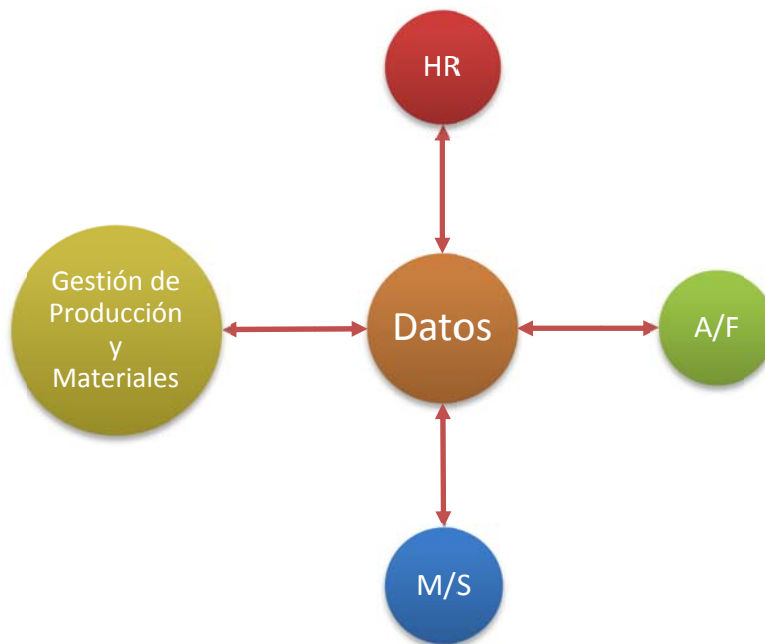 HR
Gestión de
Producción
y
Materiales
Datos
A/F
M/S